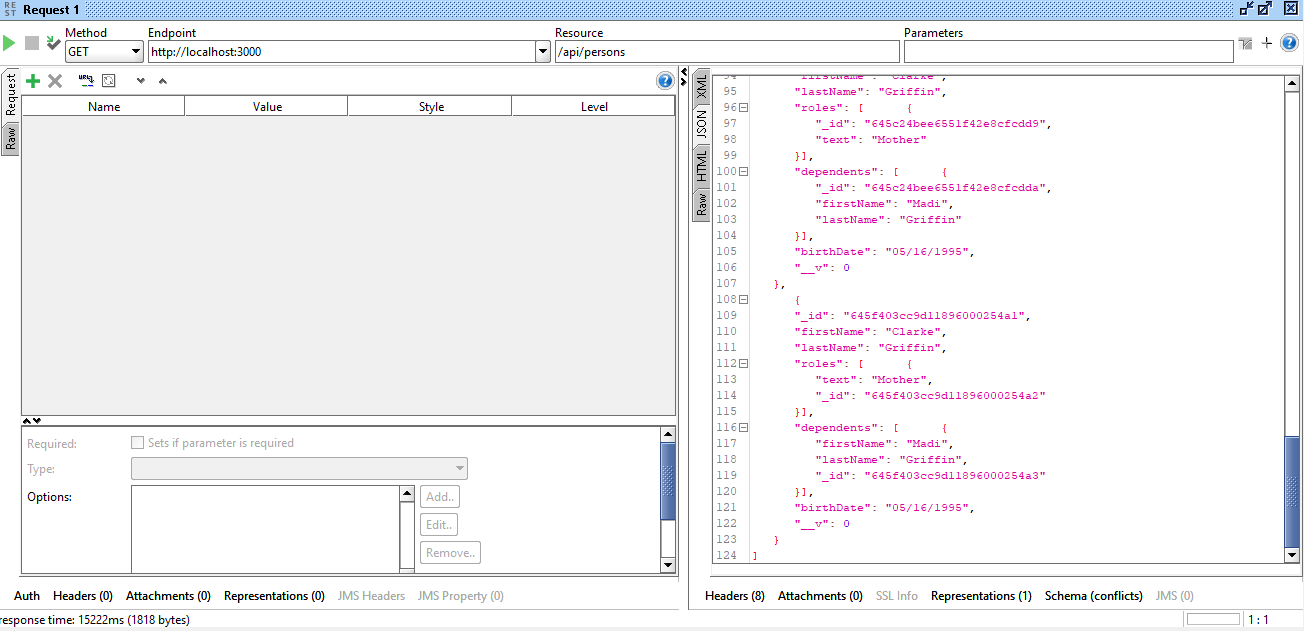 RE
ST
Request 1
Method
Endpoint
Resource
Parameters
GET
http://localhost:3000
/api/persons
Request
Raw
Name
Value
Style
Level
Required:
Sets if parameter is required
Type:
Options:
Add..
Edit..
Remove..
Auth
Headers (0)
Attachments (0)
Representations (0)
JMS Headers
JMS Property (0)
XML
JSON
HTML
Raw
94 "firstName": "Clarke",
95 "lastName": "Griffin",
96 "roles": [ {
97 "_id": "645c24bee6551f42e8cfcdd9",
98 "text": "Mother"
99 }],
100 "dependents": [ {
101 "_id": "645c24bee6551f42e8cfcdda",
102 "firstName": "Madi",
103 "lastName": "Griffin"
104 }],
105 "birthDate": "05/16/1995",
106 "__v": 0
107 },
108 {
109 "_id": "645f403cc9d11896000254a1",
110 "firstName": "Clarke",
111 "lastName": "Griffin",
112 "roles": [ {
113 "text": "Mother",
114 "_id": "645f403cc9d11896000254a2"
115 }],
116 "dependents": [ {
117 "firstName": "Madi",
118 "lastName": "Griffin",
119 "_id": "645f403cc9d11896000254a3"
120 }],
121 "birthDate": "05/16/1995",
122 "__v": 0
123 }
124 ]
Headers (8)
Attachments (0)
SSL Info
Representations (1)
Schema (conflicts)
JMS (0)
response time: 15222ms (1818 bytes)
1 : 1